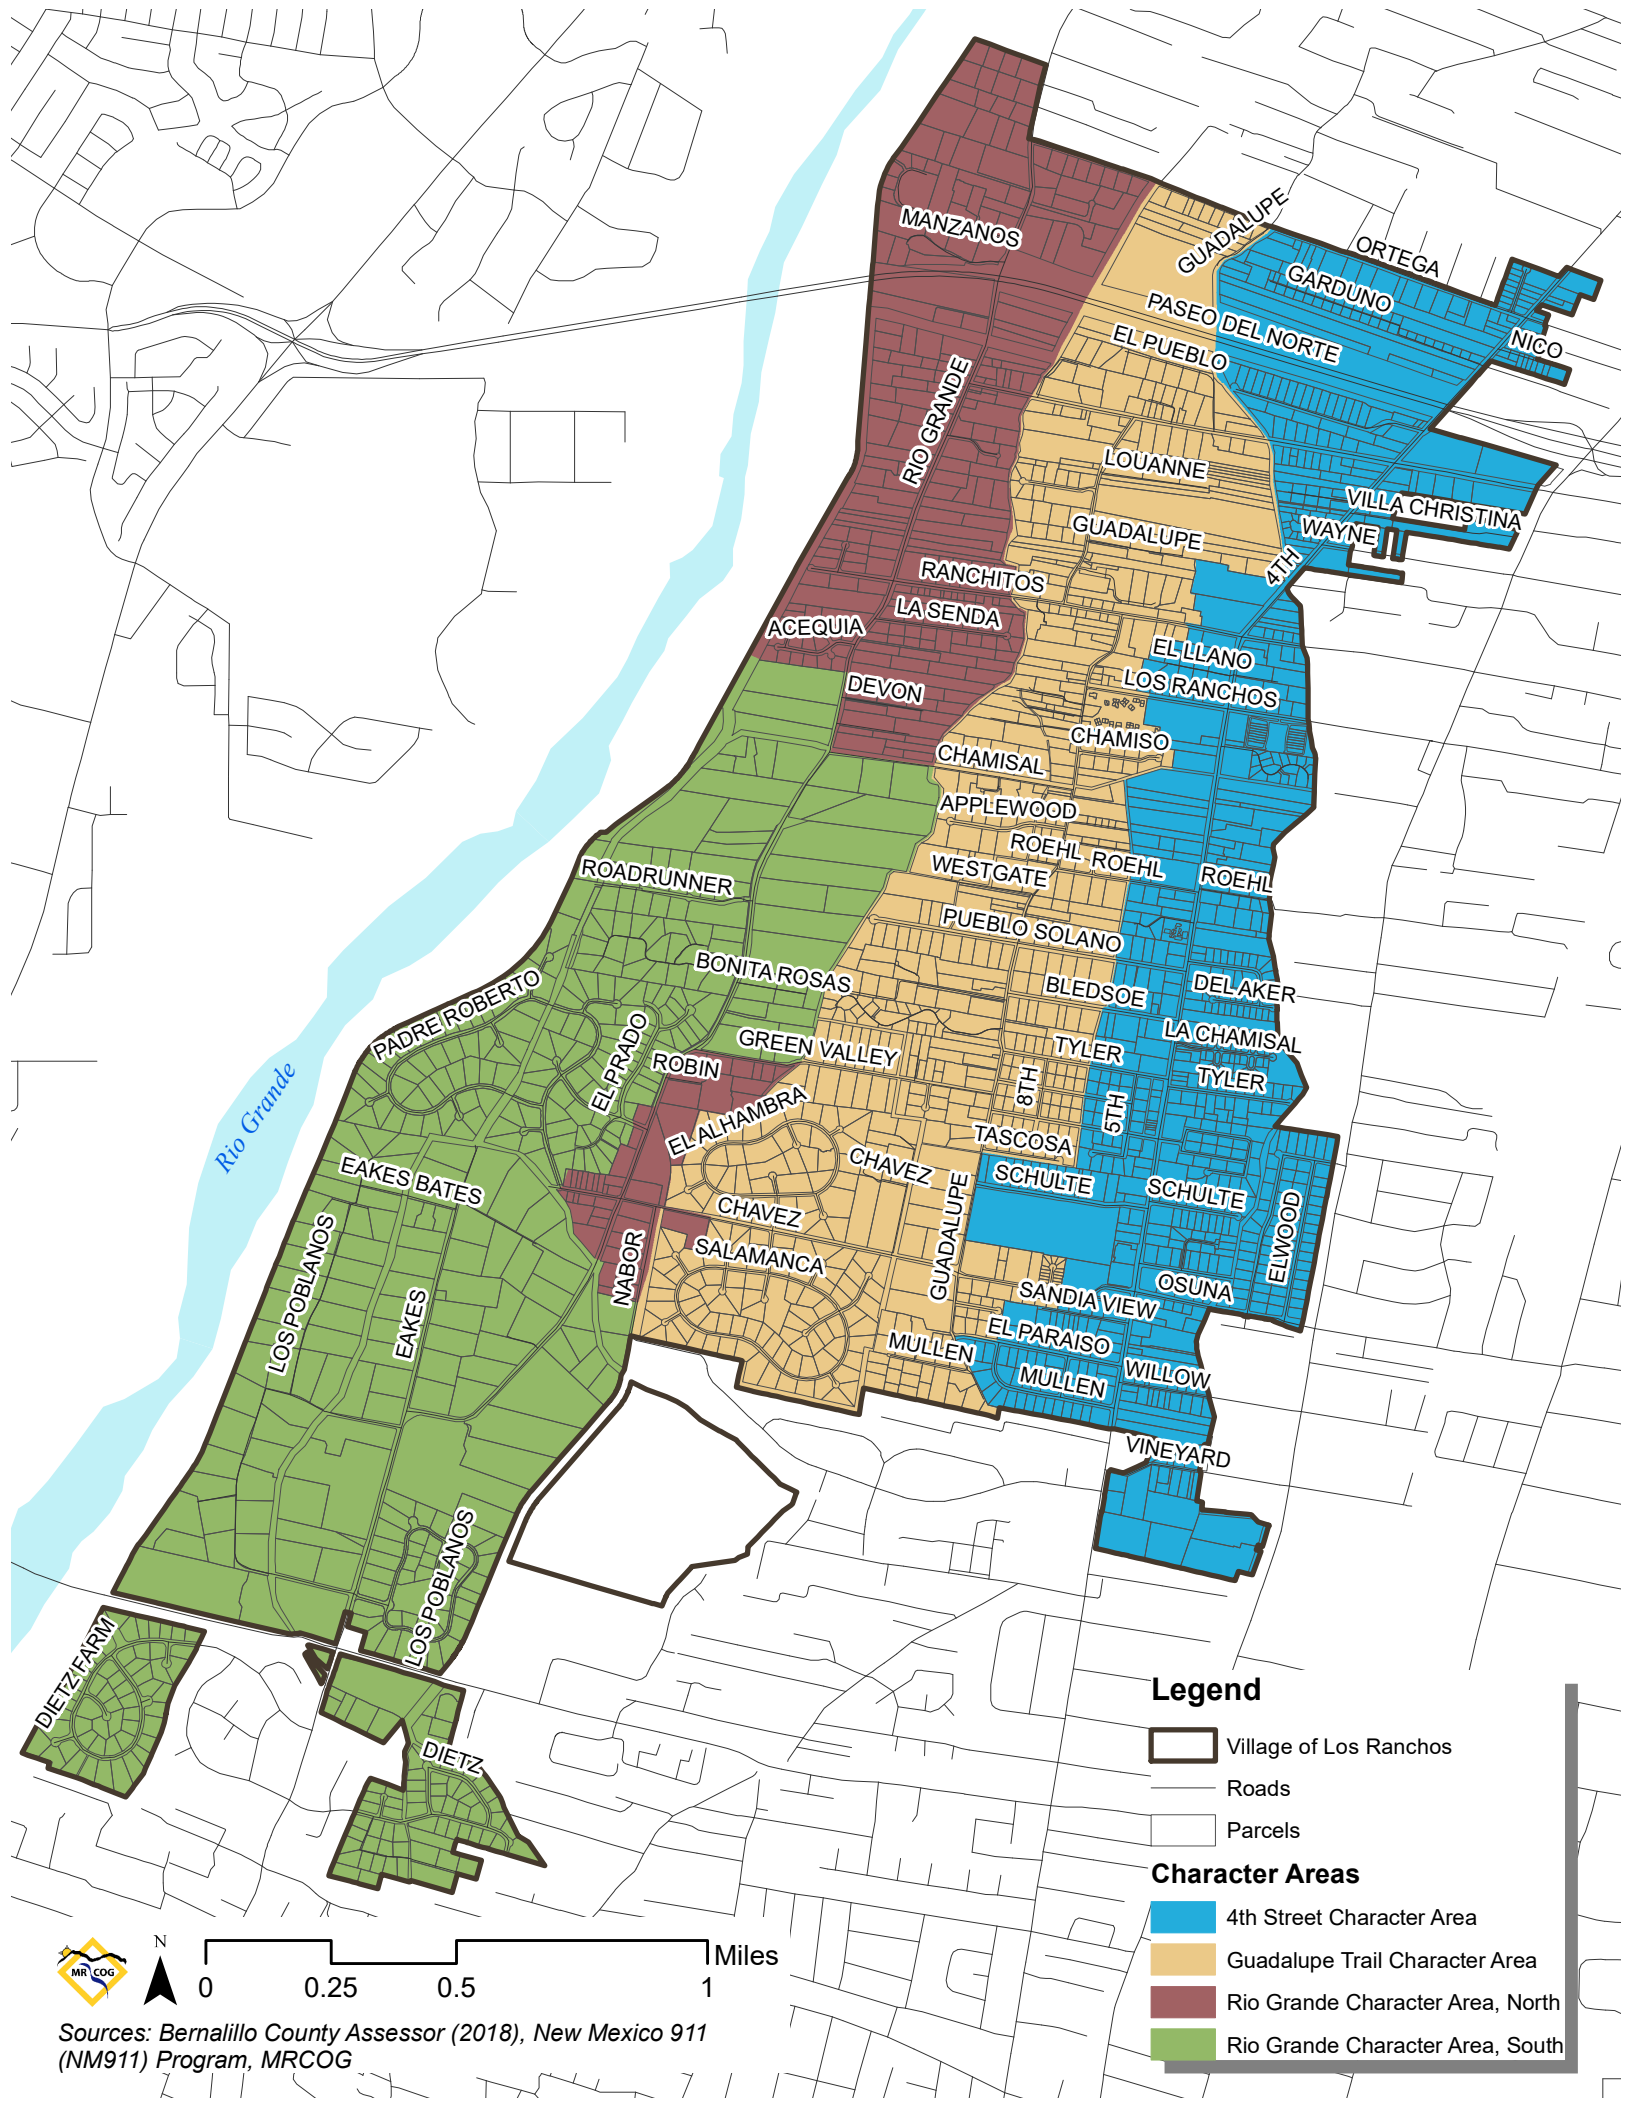 MANZANOS
GUADALUPE
ORTEGA
GARDUNO
PASEO DEL NORTE
EL PUEBLO
NICO
RIO GRANDE
LOUANNE
VILLA CHRISTINA
GUADALUPE
WAYNE
4TH
RANCHITOS
LA SENDA
ACEQUIA
EL LLANO
DEVON
LOS RANCHOS
CHAMISO
CHAMISAL
APPLEWOOD
ROEHL
ROEHL
ROEHL
WESTGATE
ROADRUNNER
PUEBLO SOLANO
BONITA ROSAS
BLEDSOE
DEL AKER
PADRE ROBERTO
EL PRADO
GREEN VALLEY
TYLER
LA CHAMISAL
ROBIN
TYLER
8TH
5TH
Rio Grande
EL ALHAMBRA
TASCOSA
EAKES BATES
CHAVEZ
SCHULTE
SCHULTE
CHAVEZ
GUADALUPE
ELWOOD
LOS POBLANOS
NABOR
SALAMANCA
EAKES
SANDIA VIEW
OSUNA
EL PARAISO
MULLEN
MULLEN
WILLOW
VINEYARD
LOS POBLANOS
DIETZ FARM
DIETZ
Legend
Village of Los Ranchos
Roads
Parcels
Character Areas
4th Street Character Area
Guadalupe Trail Character Area
Rio Grande Character Area, North
Rio Grande Character Area, South
MR COG
N
Miles
0 0.25 0.5 1
Sources: Bernalillo County Assessor (2018), New Mexico 911
(NM911) Program, MRCOG